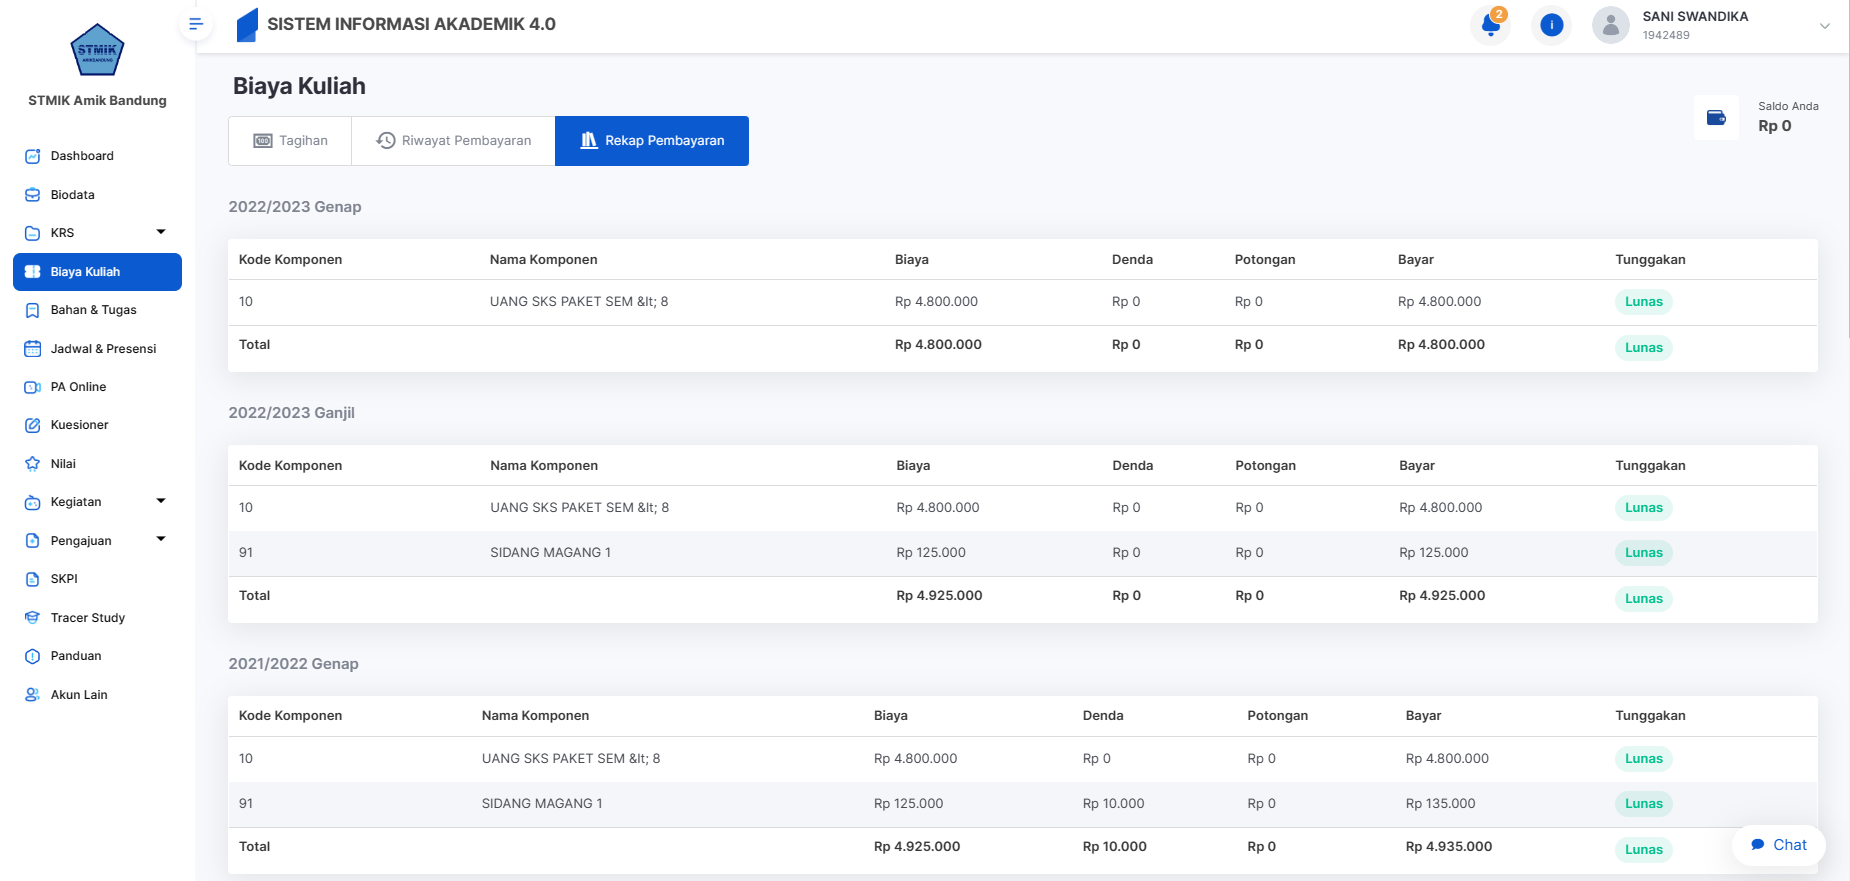 STMIK
AMIKBANDUNG
STMIK Amik Bandung
Dashboard
Biodata
KRS
Biaya Kuliah
Bahan & Tugas
Jadwal & Presensi
PA Online
Kuesioner
Nilai
Kegiatan
Pengajuan
SKPI
Tracer Study
Panduan
Akun Lain
SISTEM INFORMASI AKADEMIK 4.0
2
i
SANI SWANDIKA
1942489
Biaya Kuliah
Tagihan Riwayat Pembayaran Rekap Pembayaran
Saldo Anda
Rp 0
2022/2023 Genap
Kode Komponen Nama Komponen Biaya Denda Potongan Bayar Tunggakan
10 UANG SKS PAKET SEM &lt; 8 Rp 4.800.000 Rp 0 Rp 0 Rp 4.800.000 Lunas
Total Rp 4.800.000 Rp 0 Rp 0 Rp 4.800.000 Lunas
2022/2023 Ganjil
Kode Komponen Nama Komponen Biaya Denda Potongan Bayar Tunggakan
10 UANG SKS PAKET SEM &lt; 8 Rp 4.800.000 Rp 0 Rp 0 Rp 4.800.000 Lunas
91 SIDANG MAGANG 1 Rp 125.000 Rp 0 Rp 0 Rp 125.000 Lunas
Total Rp 4.925.000 Rp 0 Rp 0 Rp 4.925.000 Lunas
2021/2022 Genap
Kode Komponen Nama Komponen Biaya Denda Potongan Bayar Tunggakan
10 UANG SKS PAKET SEM &lt; 8 Rp 4.800.000 Rp 0 Rp 0 Rp 4.800.000 Lunas
91 SIDANG MAGANG 1 Rp 125.000 Rp 10.000 Rp 0 Rp 135.000 Lunas
Total Rp 4.925.000 Rp 10.000 Rp 0 Rp 4.935.000 Lunas
Chat